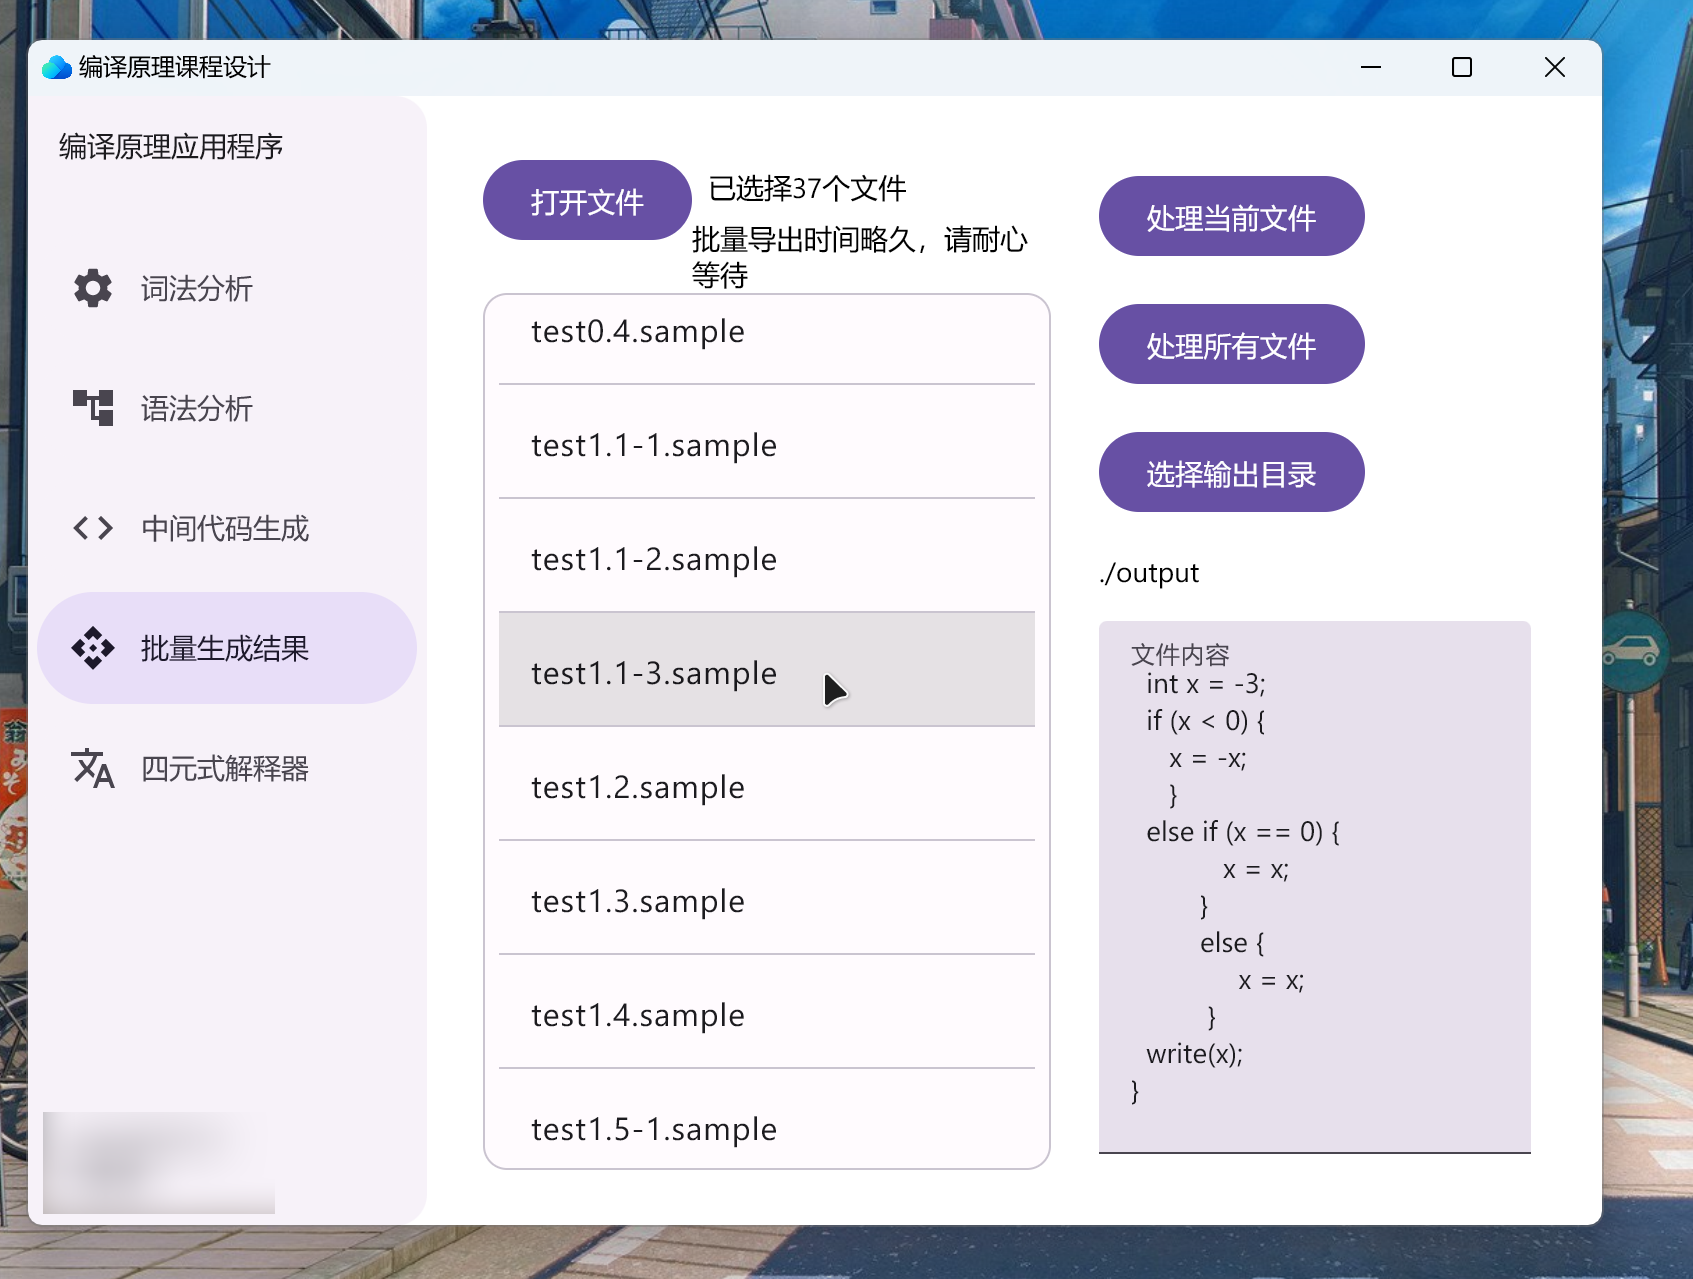 编译原理课程设计
编译原理应用程序
词法分析
语法分析
中间代码生成
批量生成结果
四元式解释器
打开文件
已选择37个文件
批量导出时间略久，请耐心
等待
test0.4.sample
test1.1-1.sample
test1.1-2.sample
test1.1-3.sample
test1.2.sample
test1.3.sample
test1.4.sample
test1.5-1.sample
处理当前文件
处理所有文件
选择输出目录
./output
文件内容
int x = -3;
if (x < 0) {
x = -x;
}
else if (x == 0) {
x = x;
}
else {
x = x;
}
write(x);
}